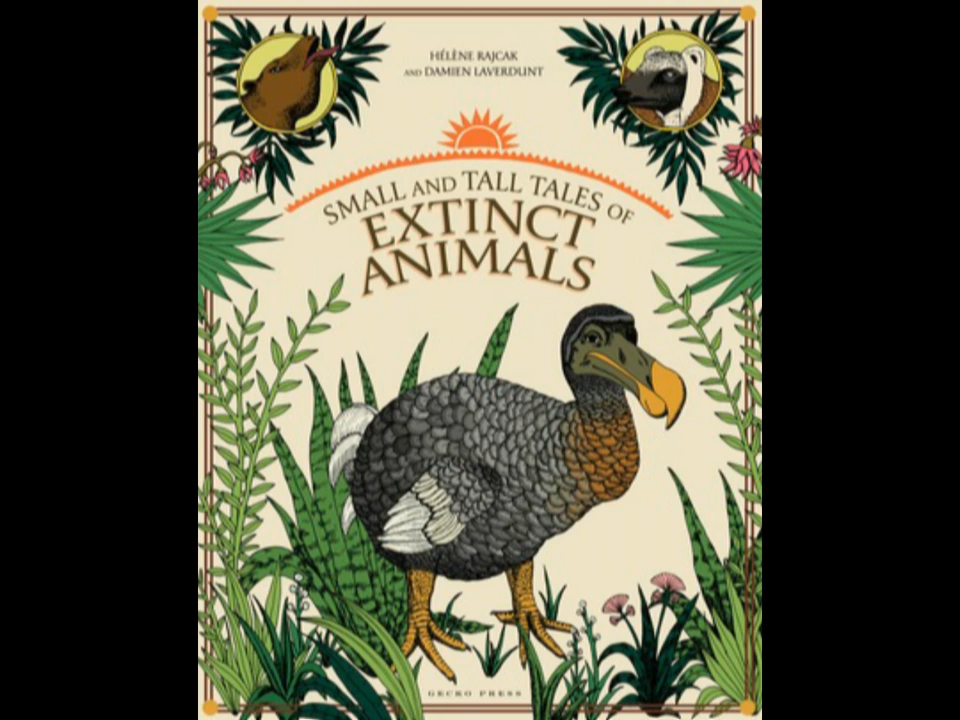 HÉLÈNE RAJCAK
AND DAMIEN LAVERDUNT
SMALL AND TALL TALES OF
EXTINCT
ANIMALS
GECKO PRESS